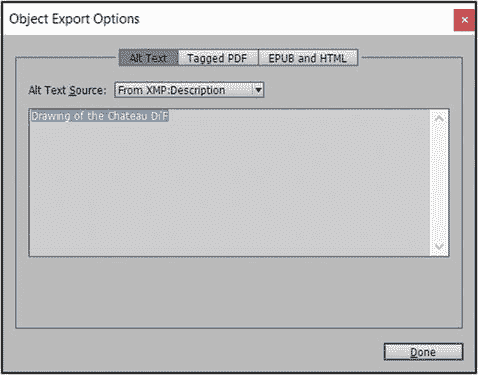 Object Export Options
Alt Text Tagged PDF EPUB and HTML
Alt Text Source: From XMP:Description
Drawing of the Chateau Di'F
Done